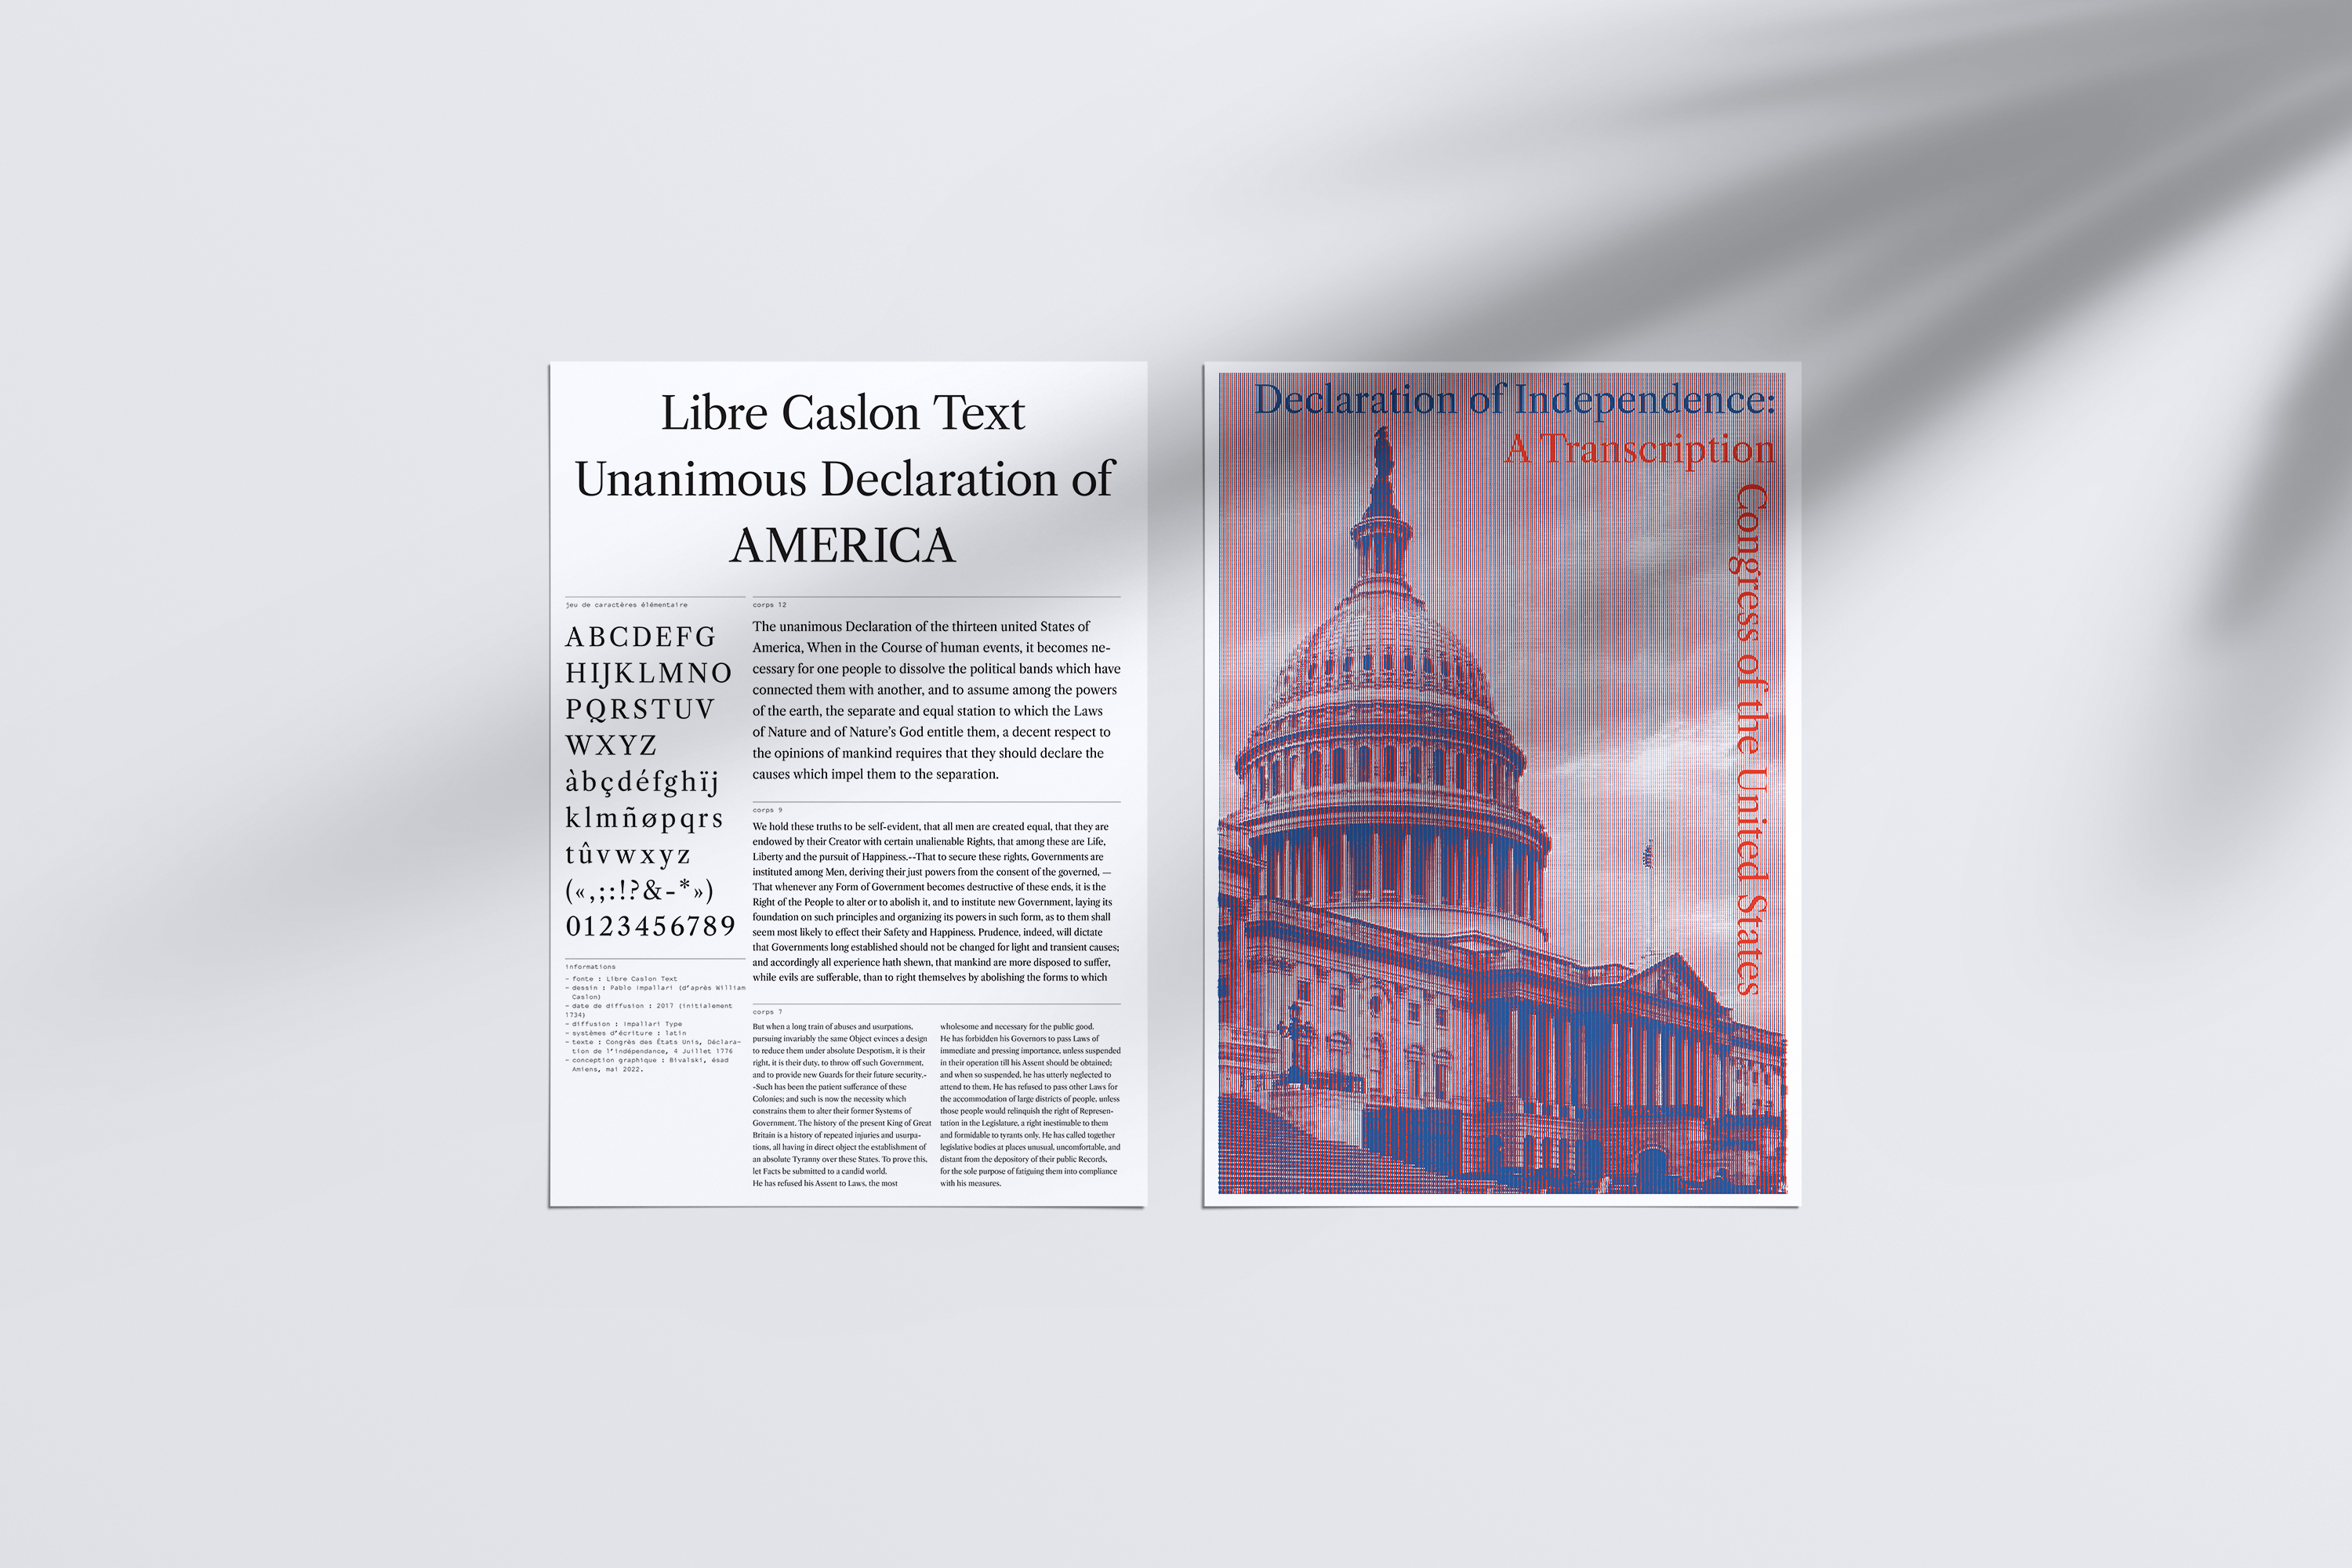 Libre Caslon Text
Unanimous Declaration of
AMERICA
jeu de caractères élémentaire
ABCDEFG
HIJKLMNO
PQRSTUV
WXYZ
àbçdéfghïj
klmñøpqrs
tûvwxyz
(«,;:!?&-*»)
0123456789
informations
- fonte : Libre Caslon Text
- dessin : Pablo Impallari (d'après William
Caslon)
- date de diffusion : 2017 (initialement
1734)
- diffusion : Impallari Type
- systèmes d'écriture : latin
- texte : Congrès des États Unis, Déclara-
tion de l'indépendance, 4 Juillet 1776
- conception graphique : Bivalski, ésad
Amiens, mai 2022.
corps 12
The unanimous Declaration of the thirteen united States of
America, When in the Course of human events, it becomes ne-
cessary for one people to dissolve the political bands which have
connected them with another, and to assume among the powers
of the earth, the separate and equal station to which the Laws
of Nature and of Nature's God entitle them, a decent respect to
the opinions of mankind requires that they should declare the
causes which impel them to the separation.
corps 9
We hold these truths to be self-evident, that all men are created equal, that they are
endowed by their Creator with certain unalienable Rights, that among these are Life,
Liberty and the pursuit of Happiness.--That to secure these rights, Governments are
instituted among Men, deriving their just powers from the consent of the governed, —
That whenever any Form of Government becomes destructive of these ends, it is the
Right of the People to alter or to abolish it, and to institute new Government, laying its
foundation on such principles and organizing its powers in such form, as to them shall
seem most likely to effect their Safety and Happiness. Prudence, indeed, will dictate
that Governments long established should not be changed for light and transient causes;
and accordingly all experience hath shewn, that mankind are more disposed to suffer,
while evils are sufferable, than to right themselves by abolishing the forms to which
corps 7
But when a long train of abuses and usurpations,
pursuing invariably the same Object evinces a design
to reduce them under absolute Despotism, it is their
right, it is their duty, to throw off such Government,
and to provide new Guards for their future security.-
-Such has been the patient sufferance of these
Colonies; and such is now the necessity which
constrains them to alter their former Systems of
Government. The history of the present King of Great
Britain is a history of repeated injuries and usurpa-
tions, all having in direct object the establishment of
an absolute Tyranny over these States. To prove this,
let Facts be submitted to a candid world.
He has refused his Assent to Laws, the most
wholesome and necessary for the public good.
He has forbidden his Governors to pass Laws of
immediate and pressing importance, unless suspended
in their operation till his Assent should be obtained;
and when so suspended, he has utterly neglected to
attend to them. He has refused to pass other Laws for
the accommodation of large districts of people, unless
those people would relinquish the right of Represen-
tation in the Legislature, a right inestimable to them
and formidable to tyrants only. He has called together
legislative bodies at places unusual, uncomfortable, and
distant from the depository of their public Records,
for the sole purpose of fatiguing them into compliance
with his measures.
Declaration of Independence:
A Transcription
Congress of the United States